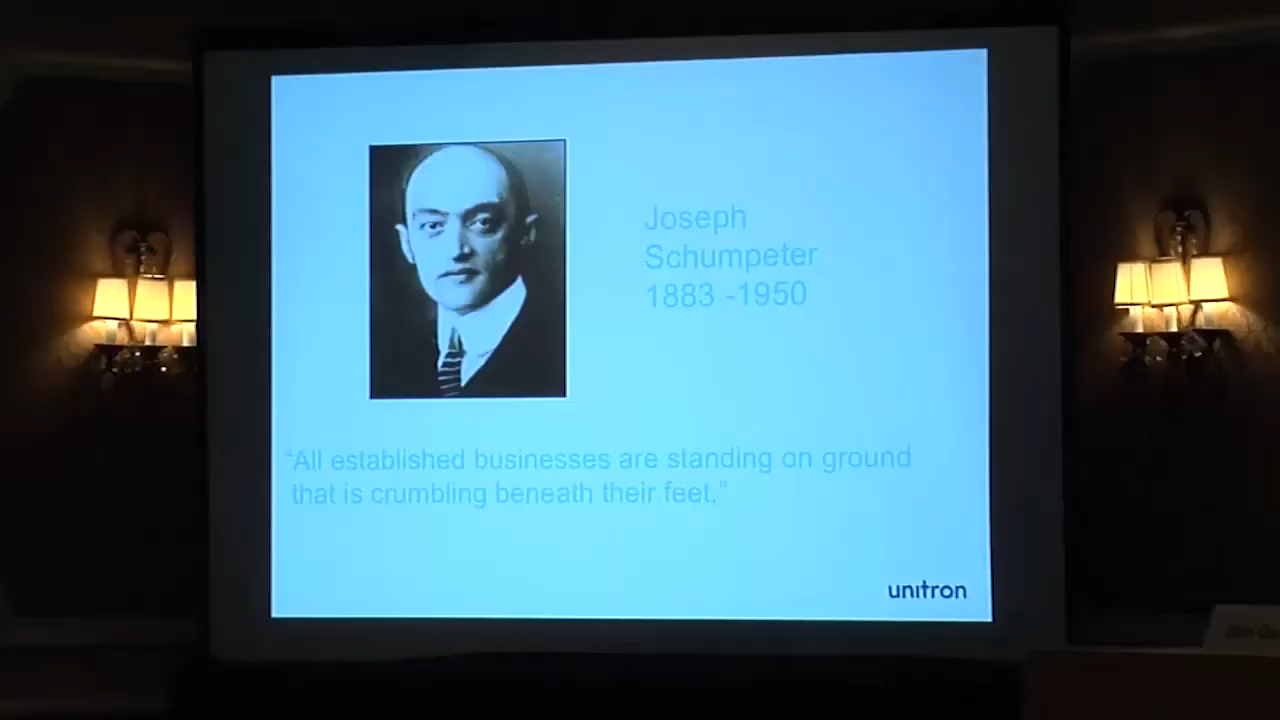 Joseph
Schumpeter
1883 -1950
“All established businesses are standing on ground
that is crumbling beneath their feet.”
unitron